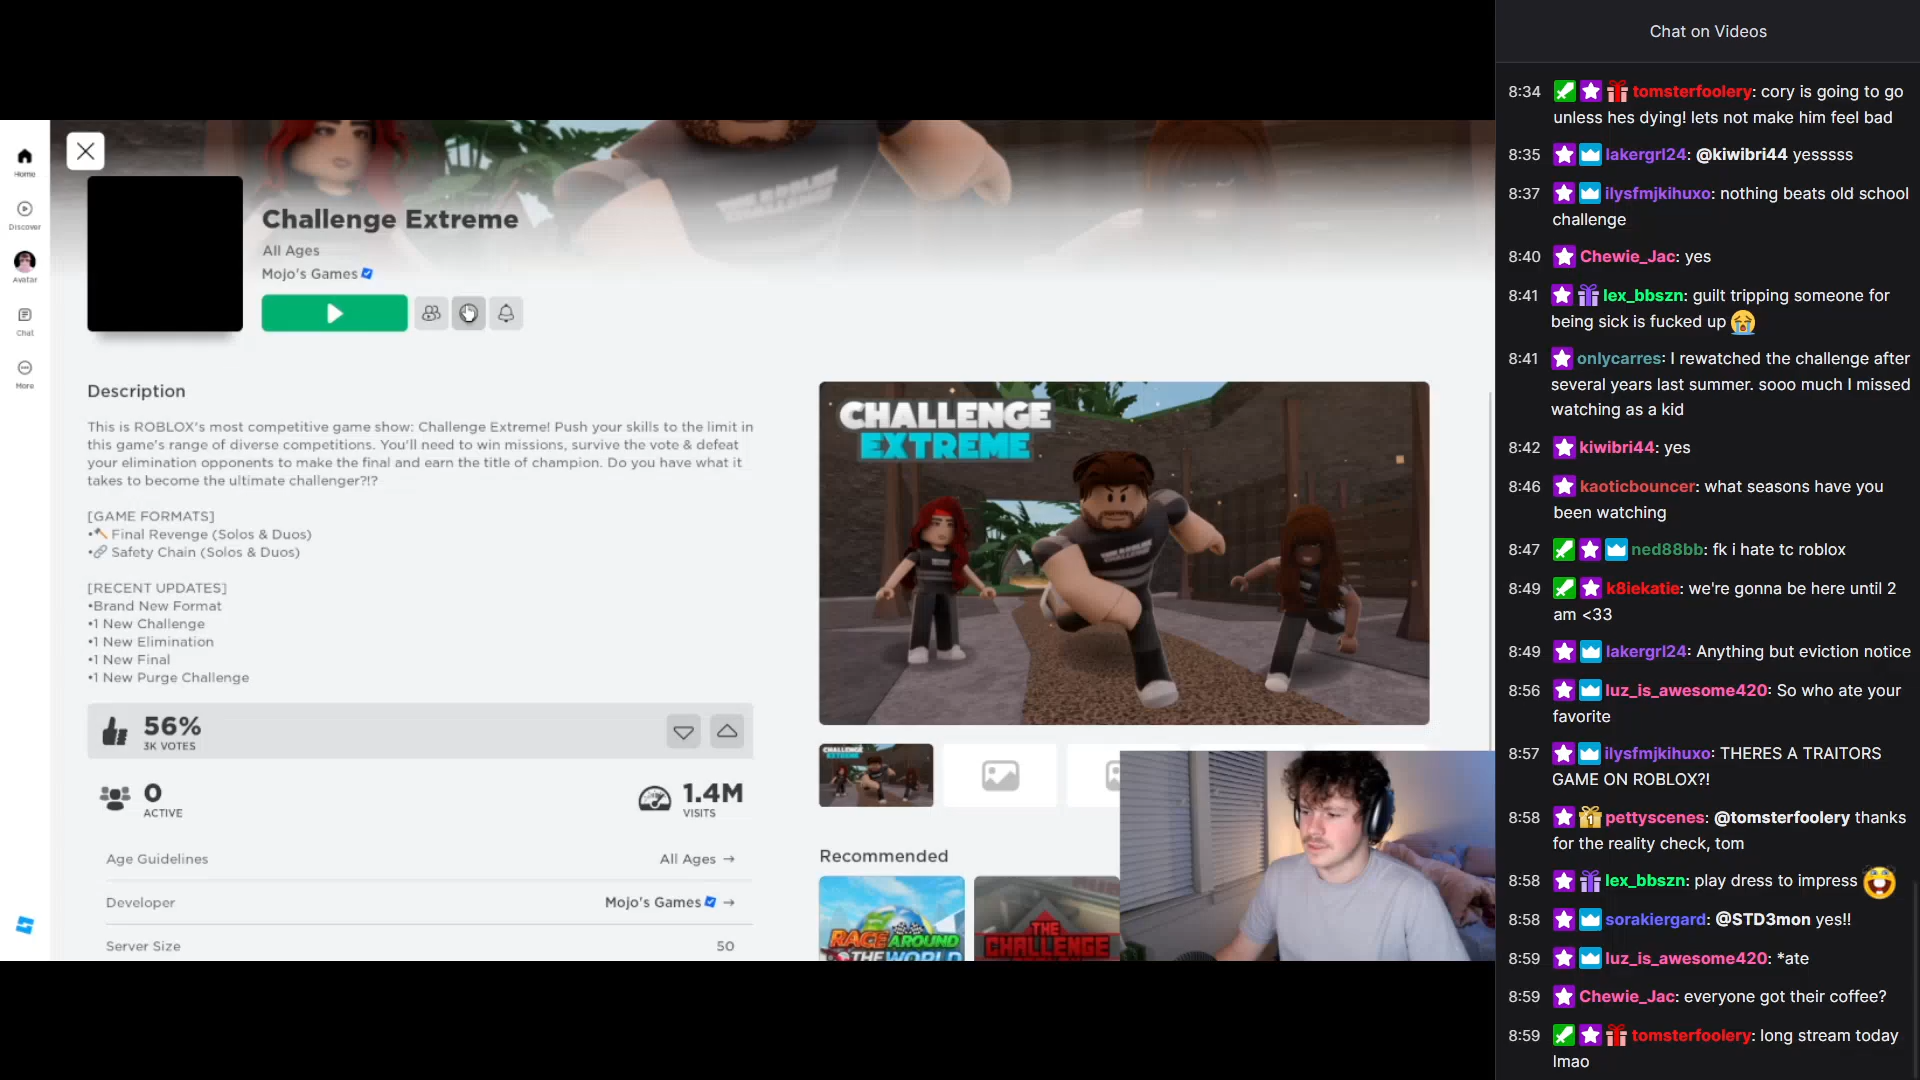 Home
Discover
Avatar
Chat
More
Challenge Extreme
All Ages
Mojo's Games
Description
This is ROBLOX's most competitive game show: Challenge Extreme! Push your skills to the limit in
this game's range of diverse competitions. You'll need to win missions, survive the vote & defeat
your elimination opponents to make the final and earn the title of champion. Do you have what it
takes to become the ultimate challenger?!?
[GAME FORMATS]
•🔨 Final Revenge (Solos & Duos)
•🔗 Safety Chain (Solos & Duos)
[RECENT UPDATES]
•Brand New Format
•1 New Challenge
•1 New Elimination
•1 New Final
•1 New Purge Challenge
56%
3K VOTES
0
ACTIVE
1.4M
VISITS
Age Guidelines
All Ages →
Developer
Mojo's Games →
Server Size
50
CHALLENGE
EXTREME
CHALLENGE
EXTREME
Recommended
RACE AROUND
THE WORLD
THE
CHALLENGE
Chat on Videos
8:34 tomsterfoolery: cory is going to go
unless hes dying! lets not make him feel bad
8:35 lakergrl24: @kiwibri44 yesssss
8:37 ilysfmjkihuxo: nothing beats old school
challenge
8:40 Chewie_Jac: yes
8:41 lex_bbszn: guilt tripping someone for
being sick is fucked up 😭
8:41 onlycarres: I rewatched the challenge after
several years last summer. sooo much I missed
watching as a kid
8:42 kiwibri44: yes
8:46 kaoticbouncer: what seasons have you
been watching
8:47 ned88bb: fk i hate tc roblox
8:49 k8iekatie: we're gonna be here until 2
am <33
8:49 lakergrl24: Anything but eviction notice
8:56 luz_is_awesome420: So who ate your
favorite
8:57 ilysfmjkihuxo: THERES A TRAITORS
GAME ON ROBLOX?!
8:58 pettyscenes: @tomsterfoolery thanks
for the reality check, tom
8:58 lex_bbszn: play dress to impress
8:58 sorakiergard: @STD3mon yes!!
8:59 luz_is_awesome420: *ate
8:59 Chewie_Jac: everyone got their coffee?
8:59 tomsterfoolery: long stream today
lmao